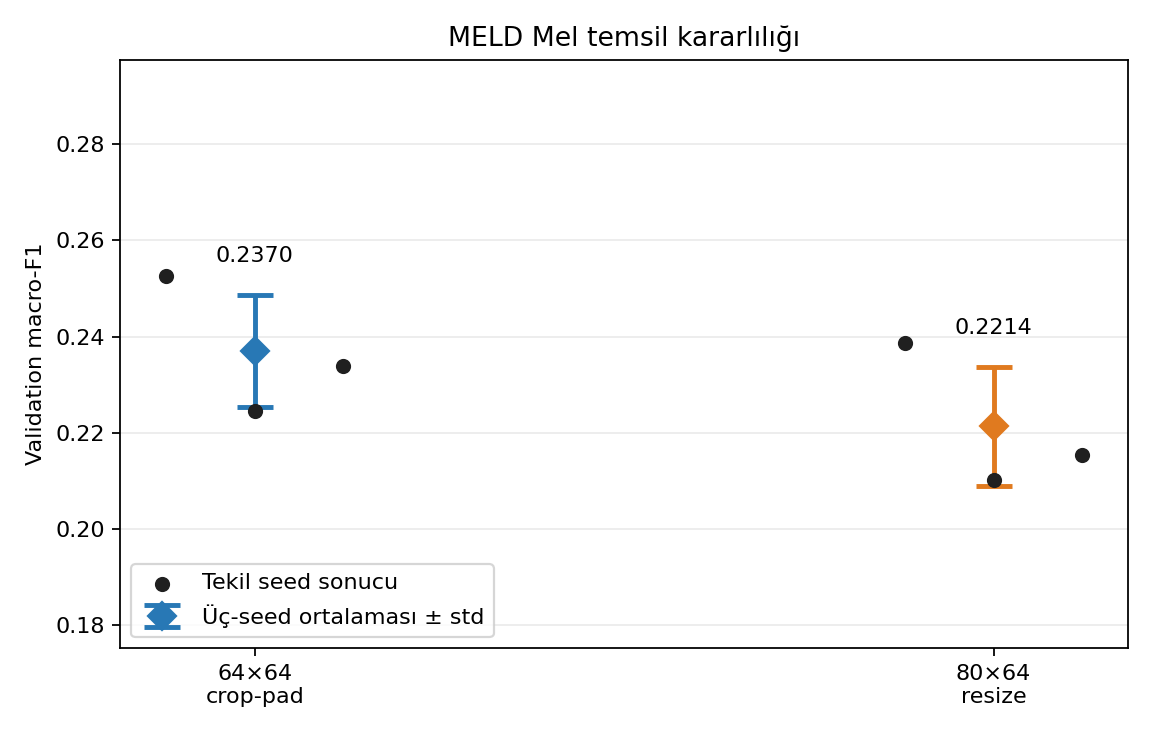 MELD Mel temsil kararlılığı
Validation macro-F1
0.28
0.26
0.24
0.22
0.20
0.18
0.2370
0.2214
Tekil seed sonucu
Üç-seed ortalaması ± std
64×64
crop-pad
80×64
resize